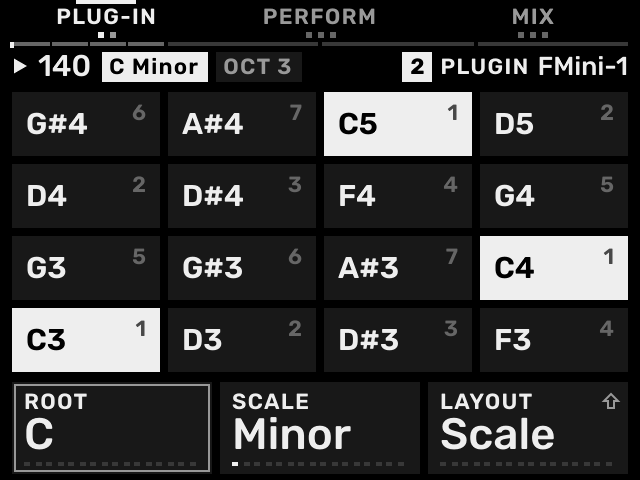 PLUG-IN PERFORM MIX
140 C Minor OCT 3 2 PLUGIN FMini-1
G#4 6 A#4 7 C5 1 D5 2
D4 2 D#4 3 F4 4 G4 5
G3 5 G#3 6 A#3 7 C4 1
C3 1 D3 2 D#3 3 F3 4
ROOT SCALE LAYOUT
C Minor Scale